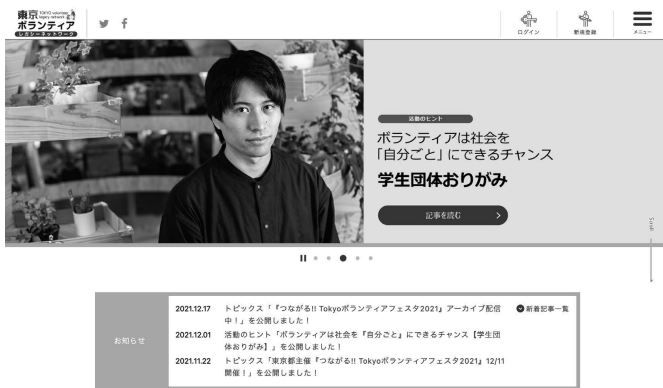 東京 TOKYO volunteer legacy network
ボランティア
レガシーネットワーク
ログイン
新規登録
メニュー
活動のヒント
ボランティアは社会を
「自分ごと」にできるチャンス
学生団体おりがみ
記事を読む
Scroll
お知らせ
2021.12.17 トピックス「『つながる!! Tokyoボランティアフェスタ2021』アーカイブ配信
中!」を公開しました!
新着記事一覧
2021.12.01 活動のヒント「ボランティアは社会を『自分ごと』にできるチャンス【学生団
体おりがみ】」を公開しました!
2021.11.22 トピックス「東京都主催『つながる!! Tokyoボランティアフェスタ2021』12/11
開催!」を公開しました!